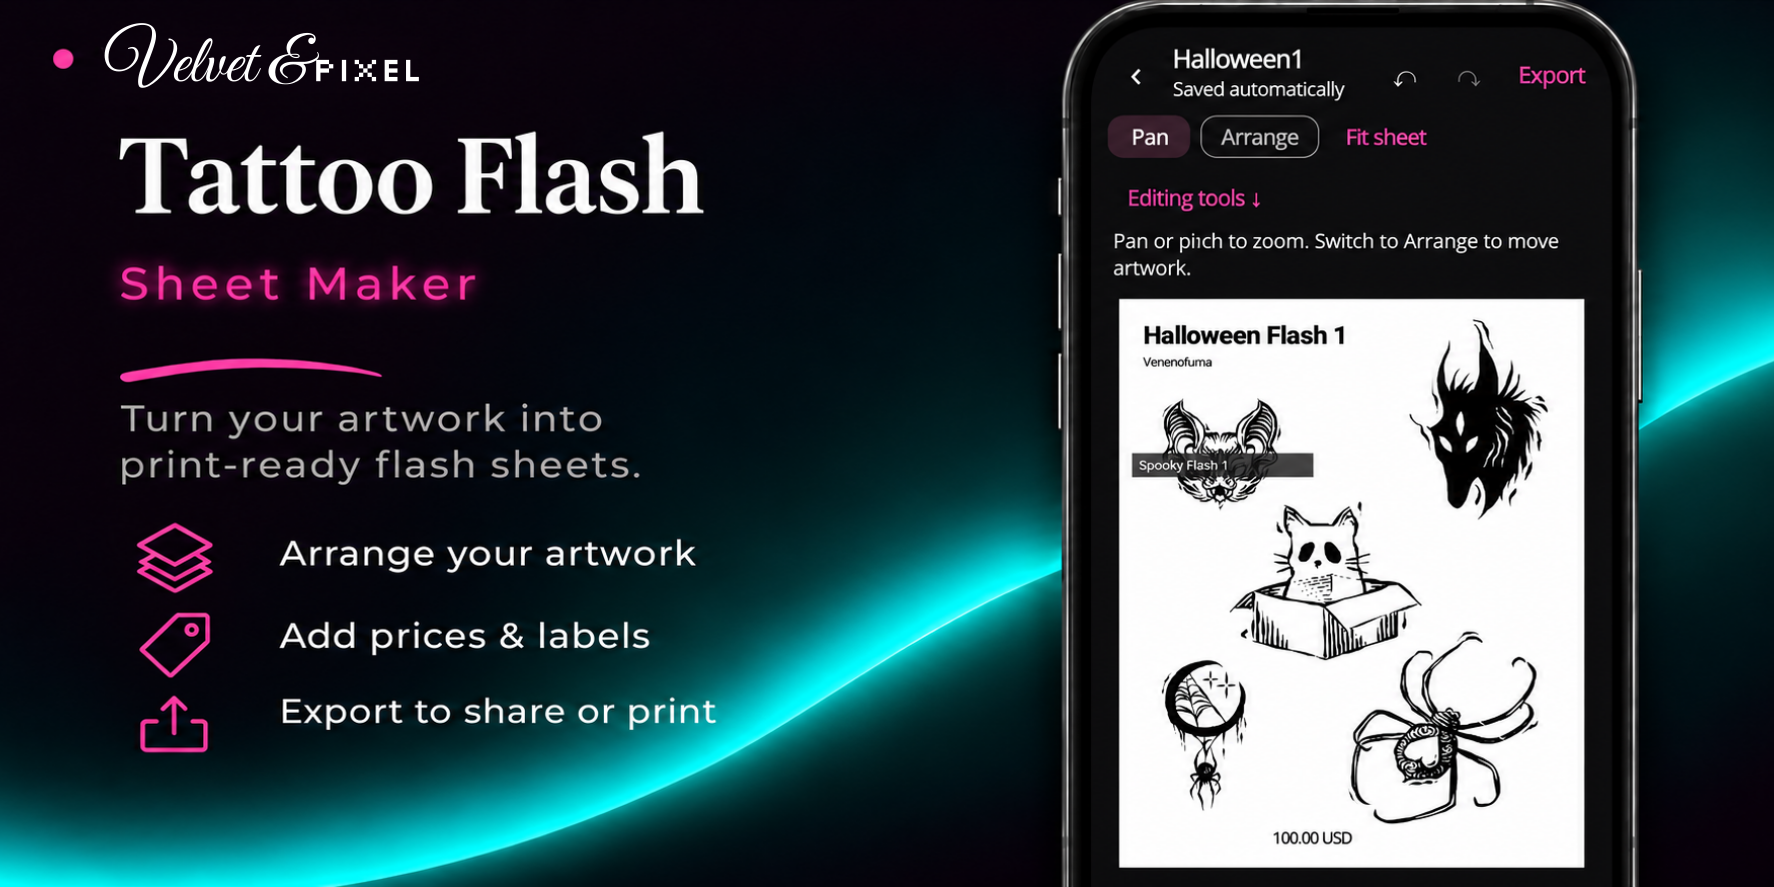 Velvet & PIXEL
Tattoo Flash
Sheet Maker
Turn your artwork into
print-ready flash sheets.
Arrange your artwork
Add prices & labels
Export to share or print
Halloween1
Saved automatically
Export
Pan
Arrange
Fit sheet
Editing tools ↓
Pan or pinch to zoom. Switch to Arrange to move
artwork.
Halloween Flash 1
Venenofuma
Spooky Flash 1
100.00 USD